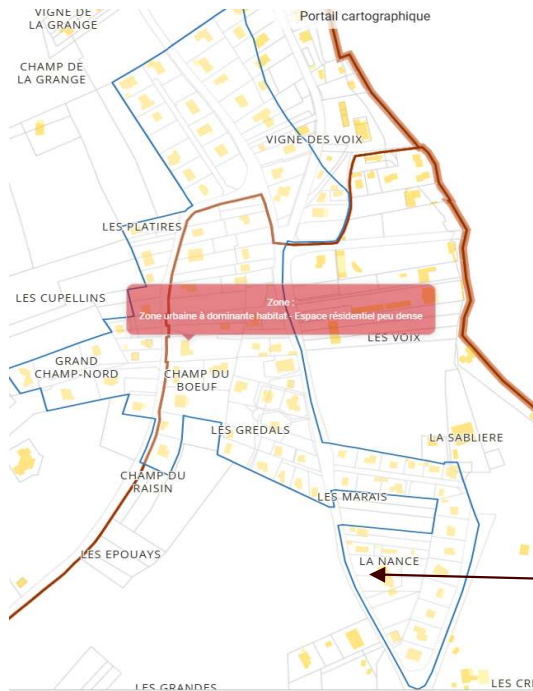 VIGNE DE
LA GRANGE
Portail cartographique
CHAMP DE
LA GRANGE
VIGNE DES VOIX
LES PLATIRES
LES CUPELLINS
Zone :
Zone urbaine à dominante habitat - Espace résidentiel peu dense
LES VOIX
GRAND
CHAMP-NORD
CHAMP DU
BOEUF
LES GREDALS
LA SABLIERE
CHAMP DU
RAISIN
LES MARAIS
LES EPOUAYS
LA NANCE
LES GRANDES
LES CRE